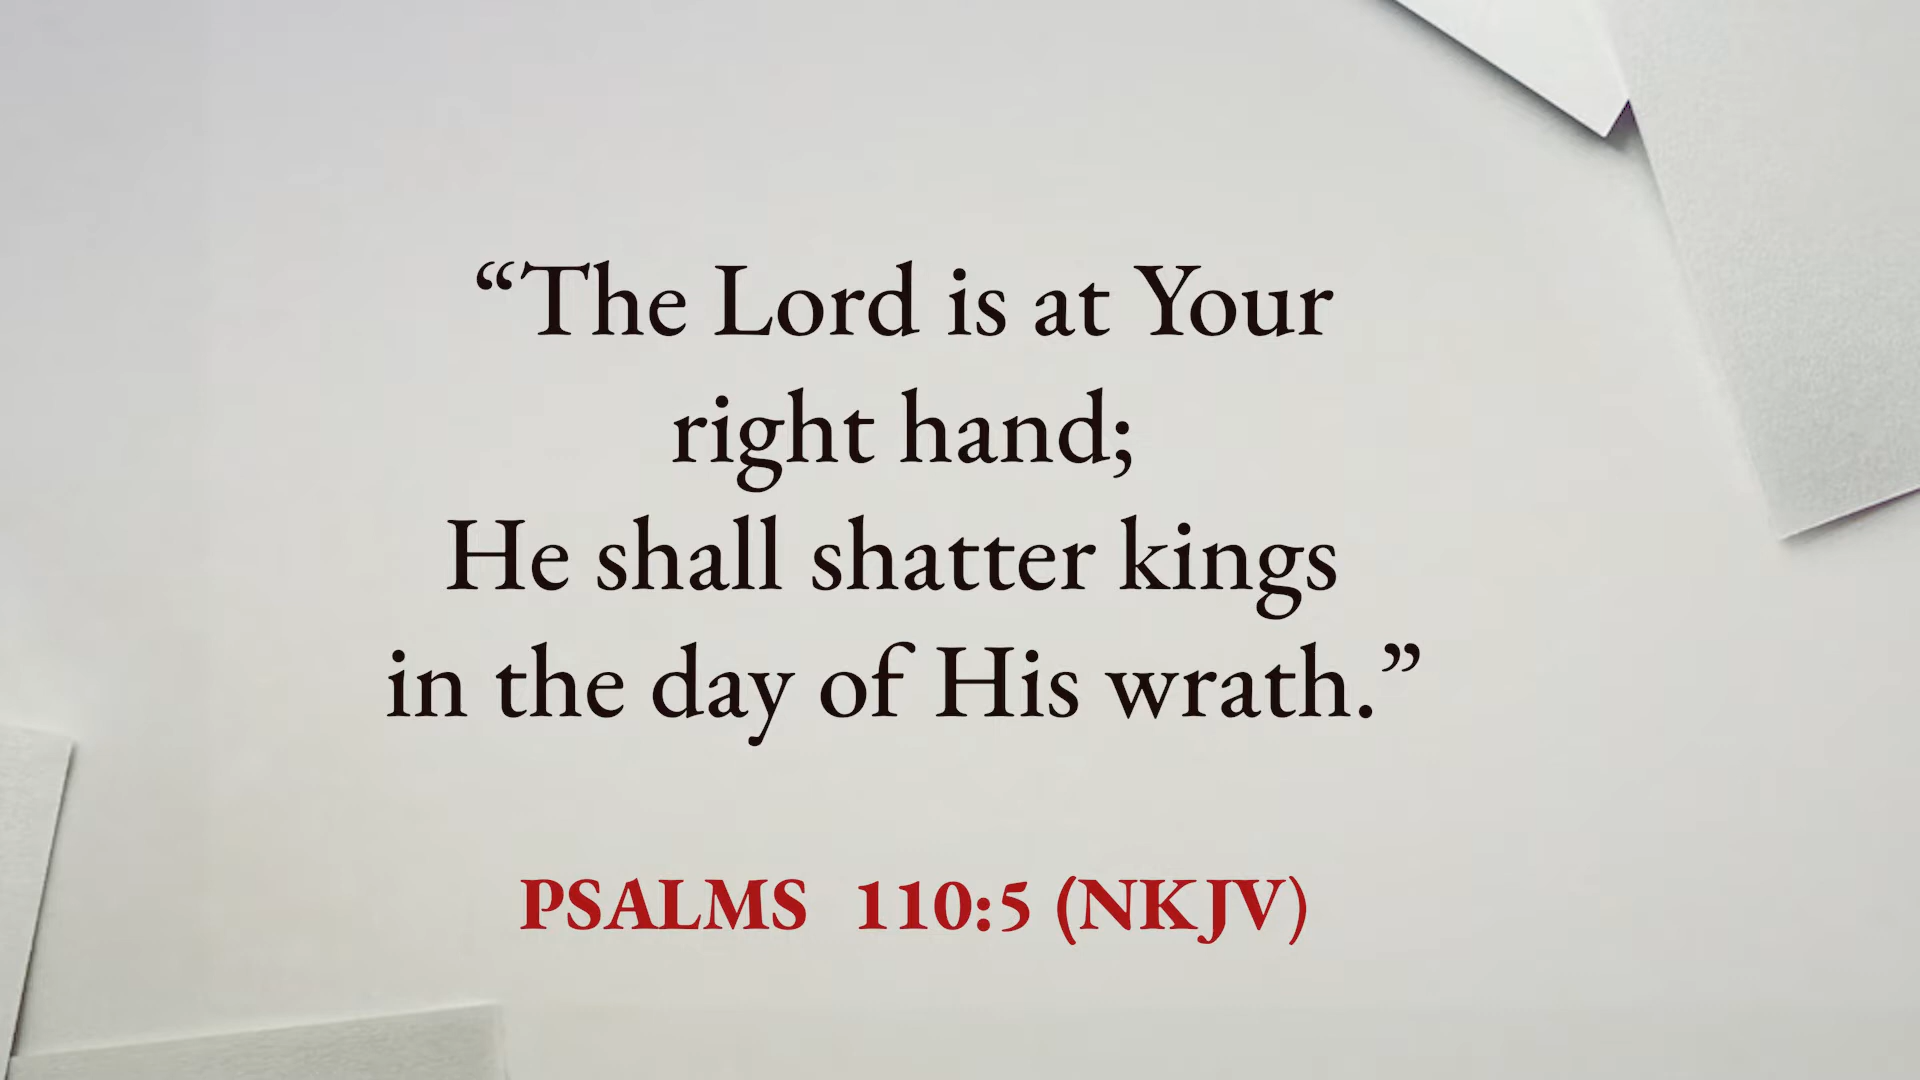 “The Lord is at Your
right hand;
He shall shatter kings
in the day of His wrath.”
PSALMS 110:5 (NKJV)